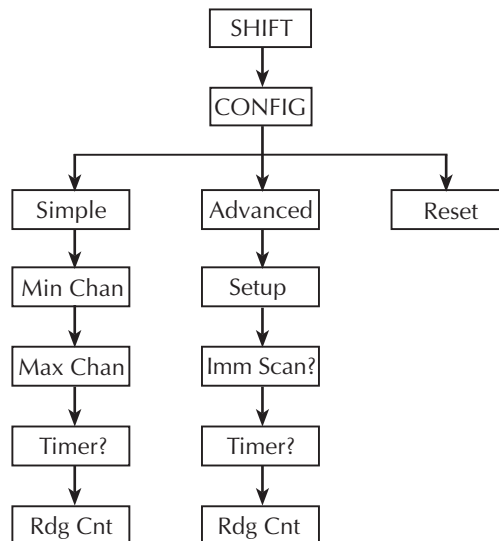 SHIFT
CONFIG
Simple
Advanced
Reset
Min Chan
Setup
Max Chan
Imm Scan?
Timer?
Timer?
Rdg Cnt
Rdg Cnt